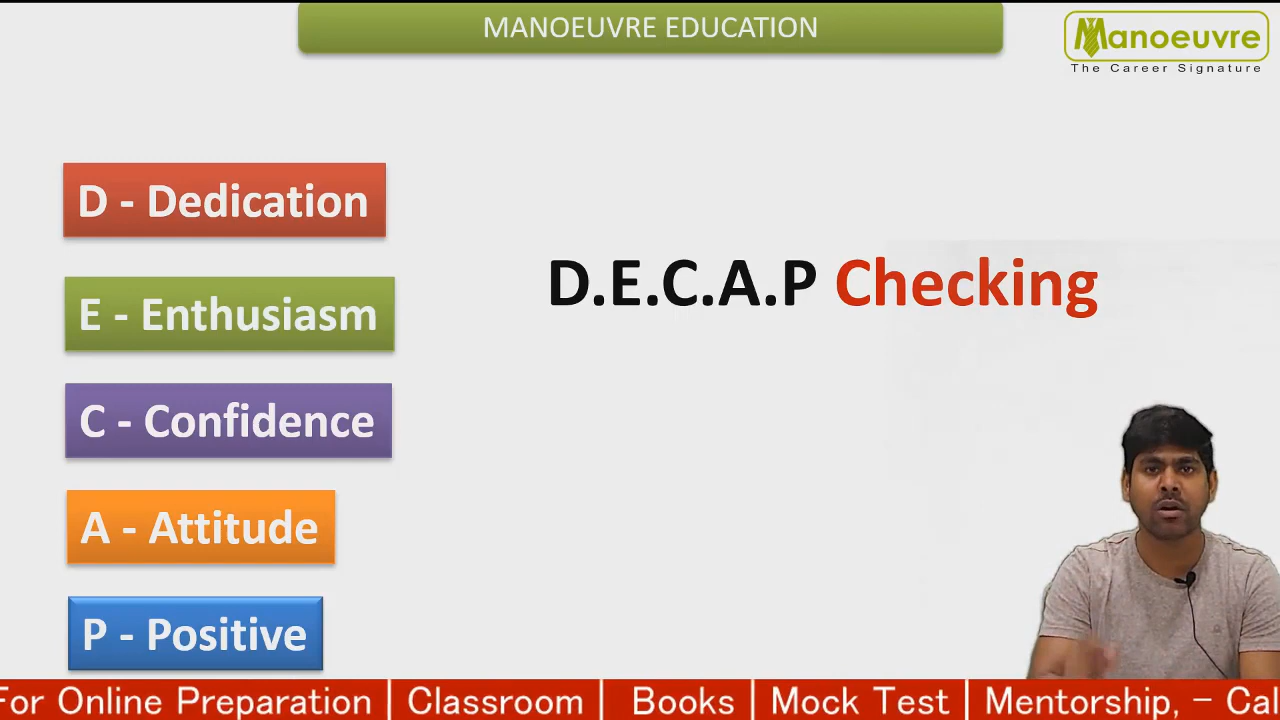 MANOEUVRE EDUCATION
Manoeuvre
The Career Signature
D - Dedication
E - Enthusiasm
D.E.C.A.P Checking
C - Confidence
A - Attitude
P - Positive
For Online Preparation | Classroom | Books | Mock Test | Mentorship, – Cal